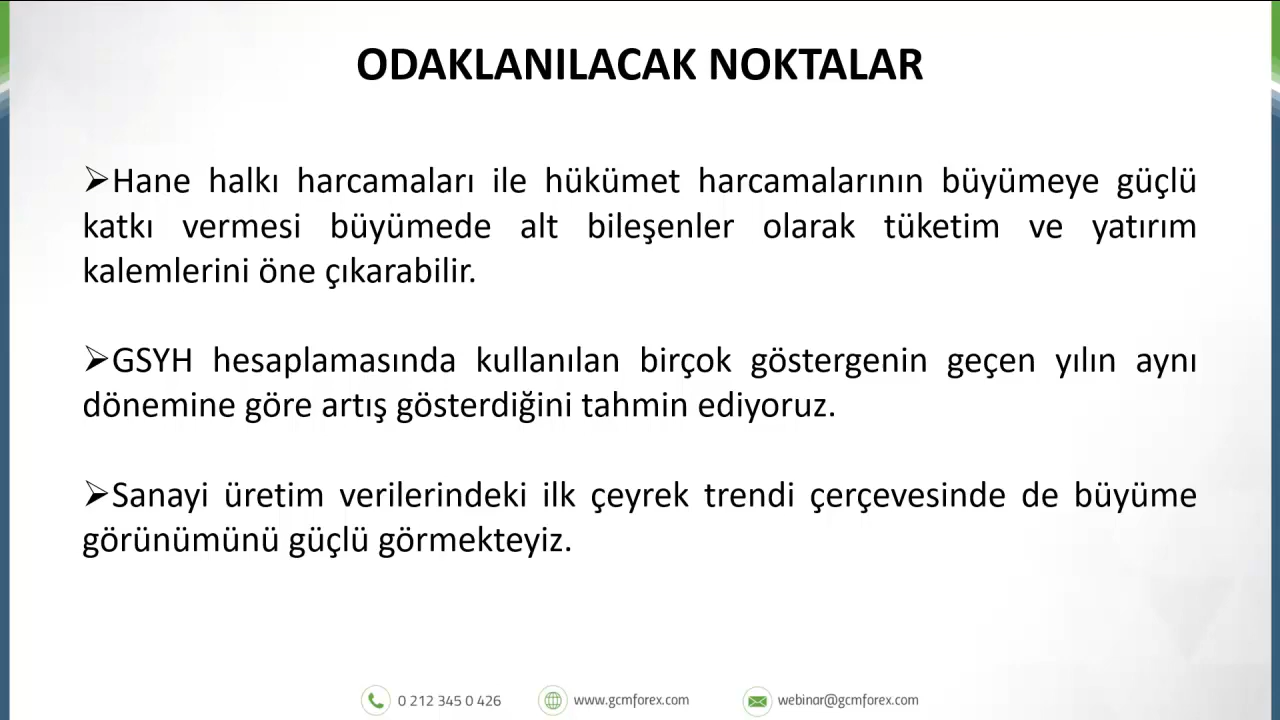 ODAKLANILACAK NOKTALAR
➢Hane halkı harcamaları ile hükümet harcamalarının büyümeye güçlü
katkı vermesi büyümede alt bileşenler olarak tüketim ve yatırım
kalemlerini öne çıkarabilir.
➢GSYH hesaplamasında kullanılan birçok göstergenin geçen yılın aynı
dönemine göre artış gösterdiğini tahmin ediyoruz.
➢Sanayi üretim verilerindeki ilk çeyrek trendi çerçevesinde de büyüme
görünümünü güçlü görmekteyiz.
0 212 345 0 426 www.gcmforex.com webinar@gcmforex.com